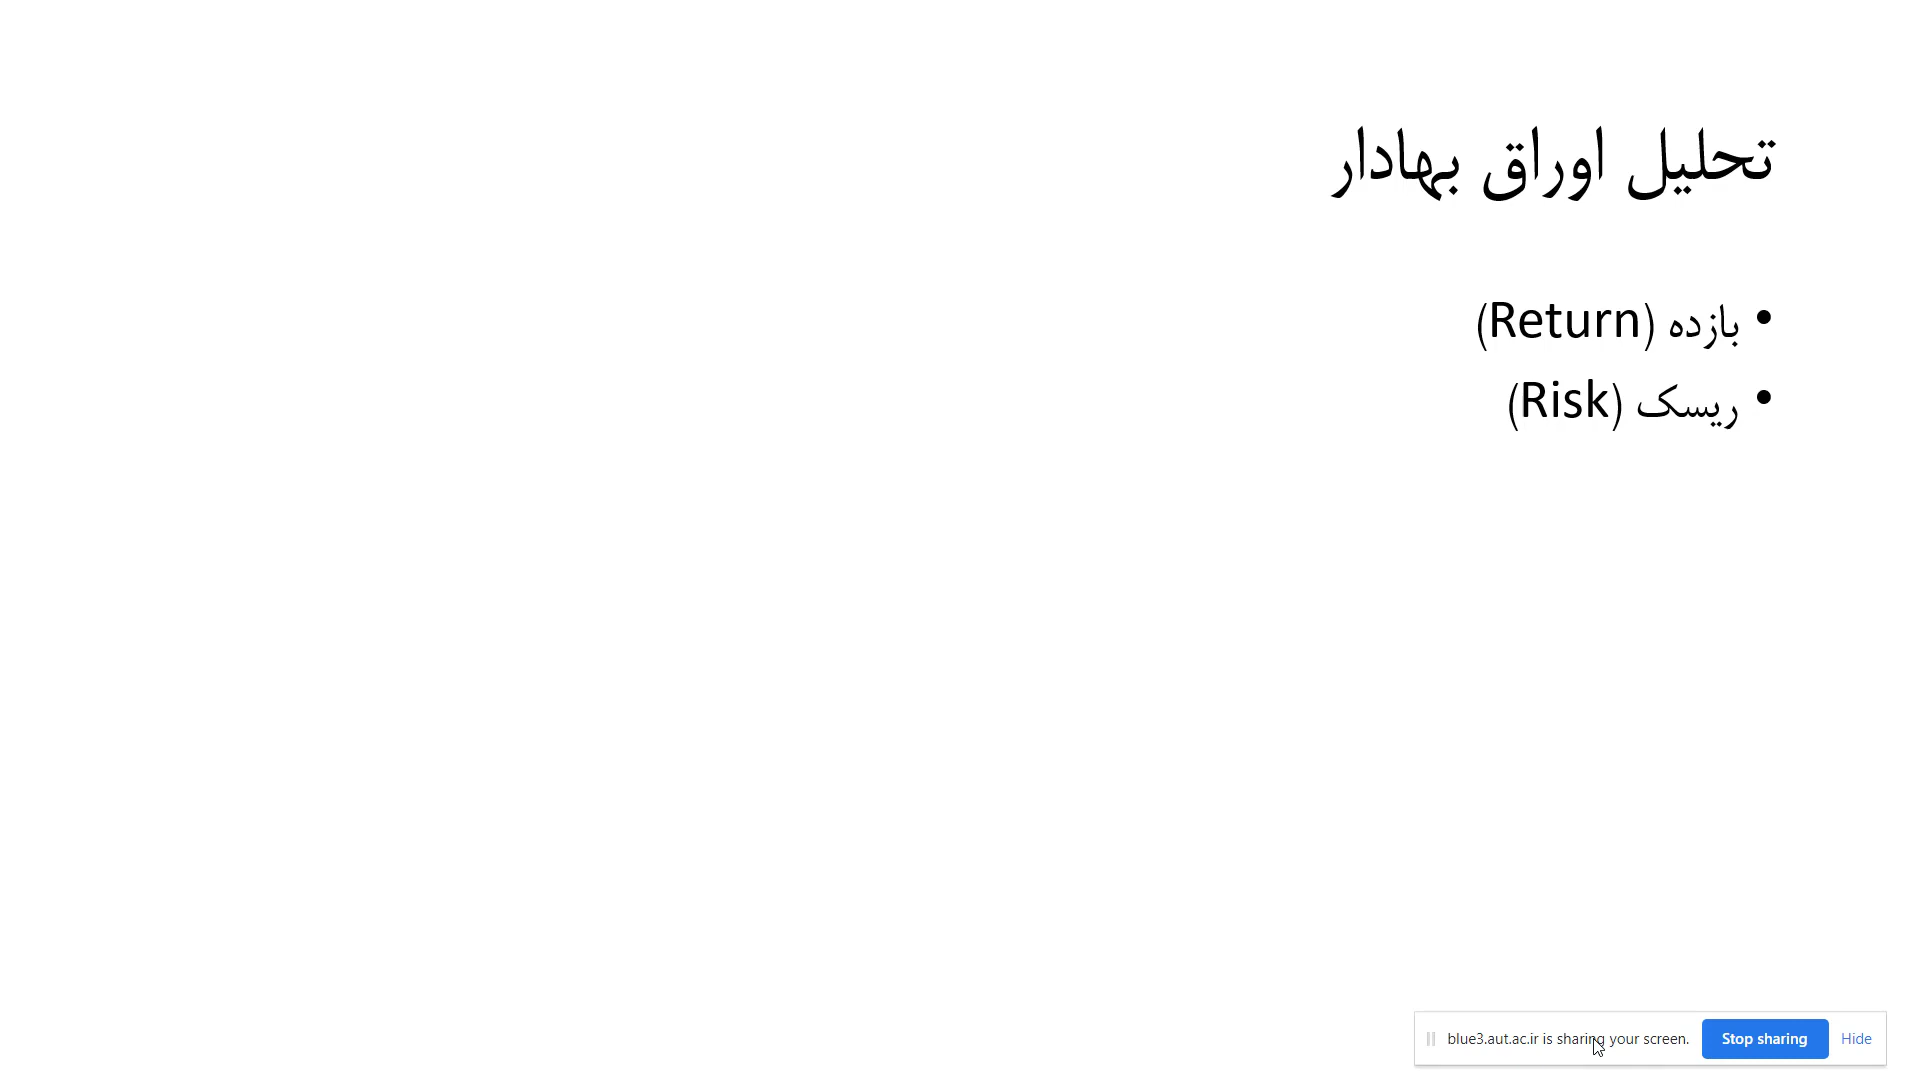 تحلیل اوراق بهادار
• بازده (Return)
• ریسک (Risk)
blue3.aut.ac.ir is sharing your screen. Stop sharing Hide